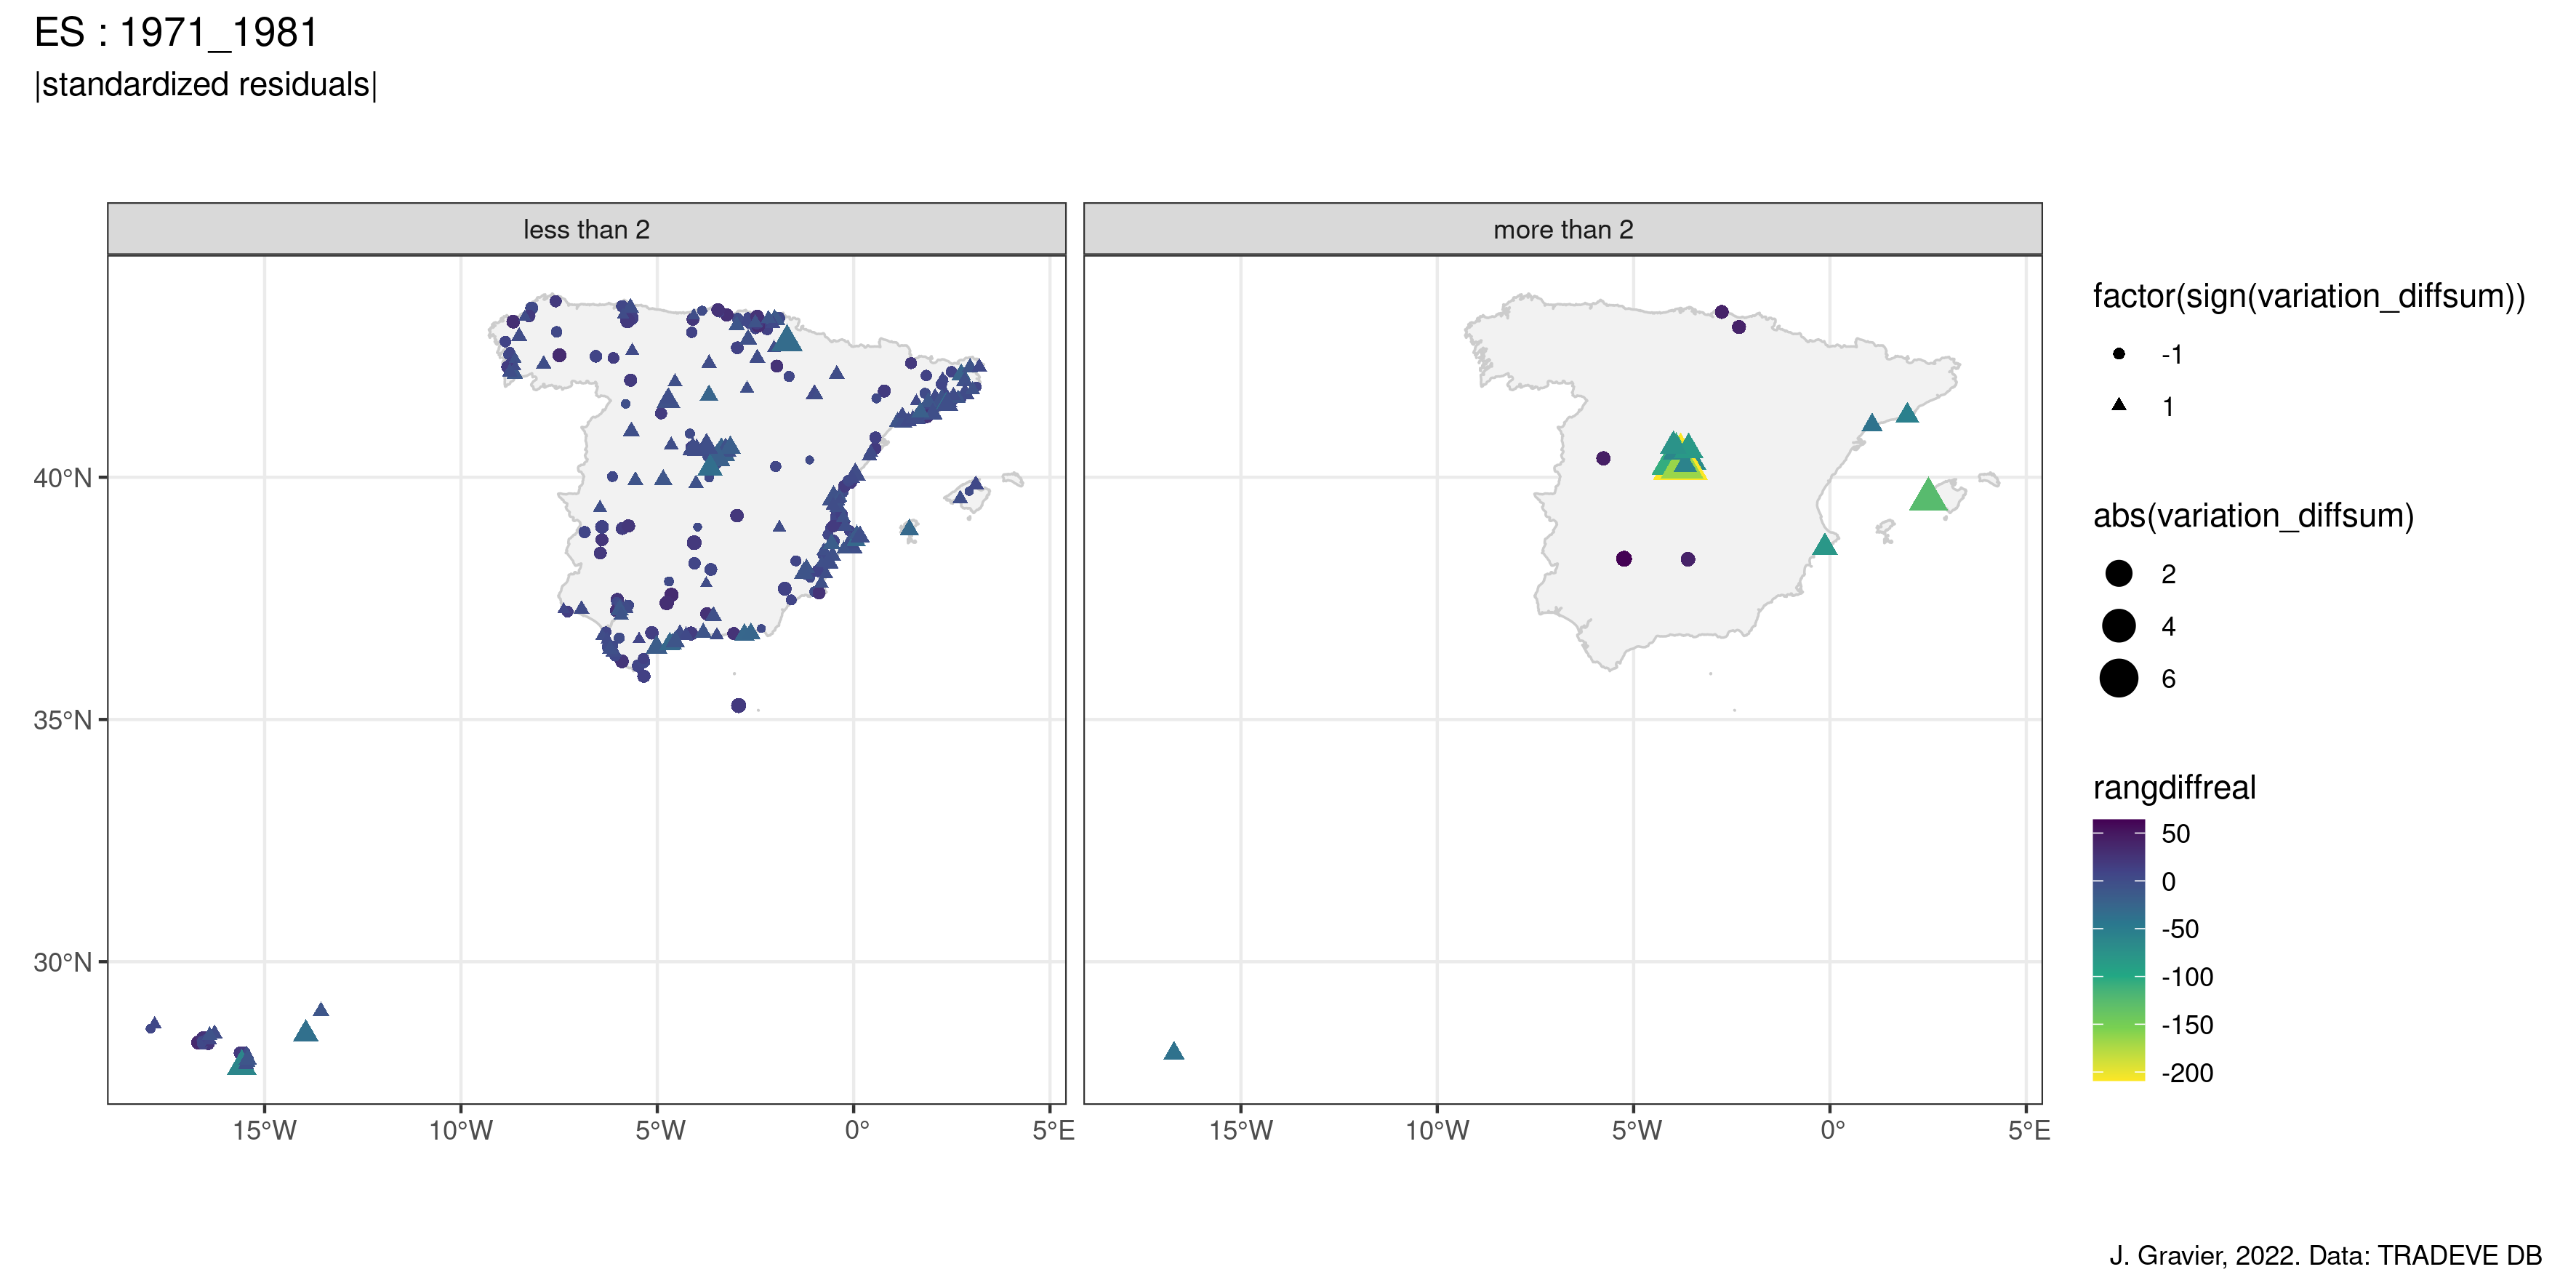 ES : 1971_1981
|standardized residuals|
less than 2
more than 2
40°N
35°N
30°N
15°W 10°W 5°W 0° 5°E
15°W 10°W 5°W 0° 5°E
factor(sign(variation_diffsum))
-1
1
abs(variation_diffsum)
2
4
6
rangdiffreal
50
0
-50
-100
-150
-200
J. Gravier, 2022. Data: TRADEVE DB